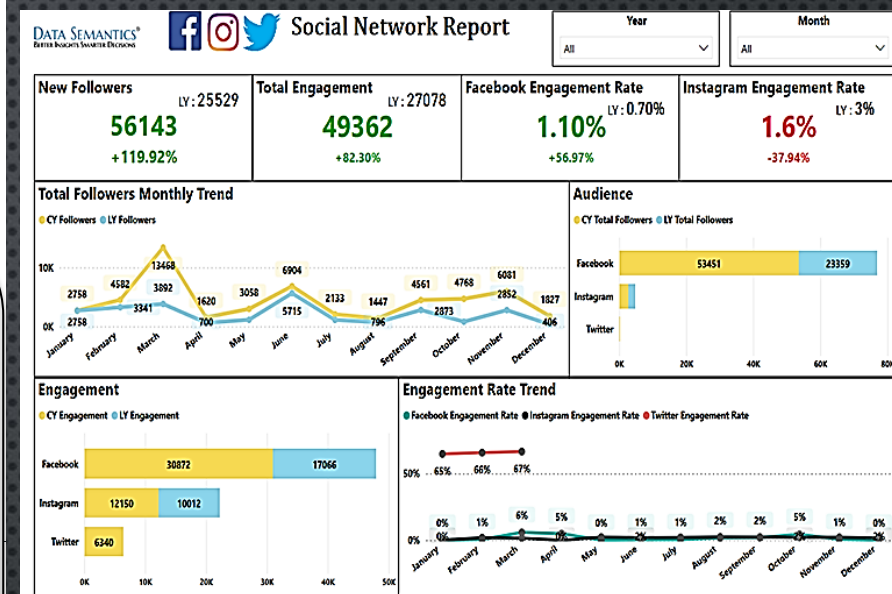 DATA SEMANTICS®
BETTER INSIGHTS SMARTER DECISIONS
Social Network Report
Year
All
Month
All
New Followers
LY : 25529
56143
+119.92%
Total Engagement
LY : 27078
49362
+82.30%
Facebook Engagement Rate
LY : 0.70%
1.10%
+56.97%
Instagram Engagement Rate
LY : 3%
1.6%
-37.94%
Total Followers Monthly Trend
CY Followers LY Followers
10K
0K
2758 4582 13468 1620 3058 6904 2133 1447 4561 4768 6081 1827
2758 3341 3892 700 5715 796 2873 2852 406
January February March April May June July August September October November December
Audience
CY Total Followers LY Total Followers
Facebook 53451 23359
Instagram
Twitter
0K 20K 40K 60K 80K
Engagement
CY Engagement LY Engagement
Facebook 30872 17066
Instagram 12150 10012
Twitter 6340
0K 10K 20K 30K 40K 50K
Engagement Rate Trend
Facebook Engagement Rate Instagram Engagement Rate Twitter Engagement Rate
50%
65% 66% 67%
0% 1% 6% 5% 0% 1% 1% 2% 2% 5% 1% 0%
0%
January February March April May June July August September October November December